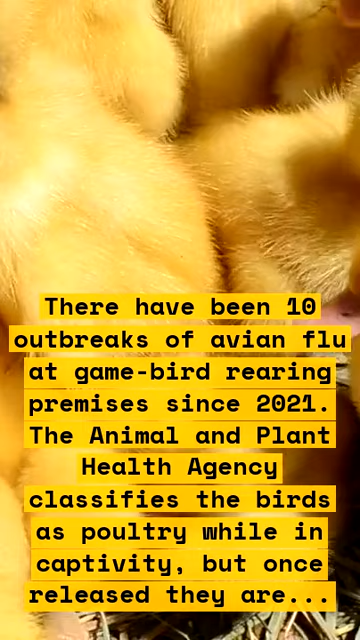 There have been 10
outbreaks of avian flu
at game-bird rearing
premises since 2021.
The Animal and Plant
Health Agency
classifies the birds
as poultry while in
captivity, but once
released they are...